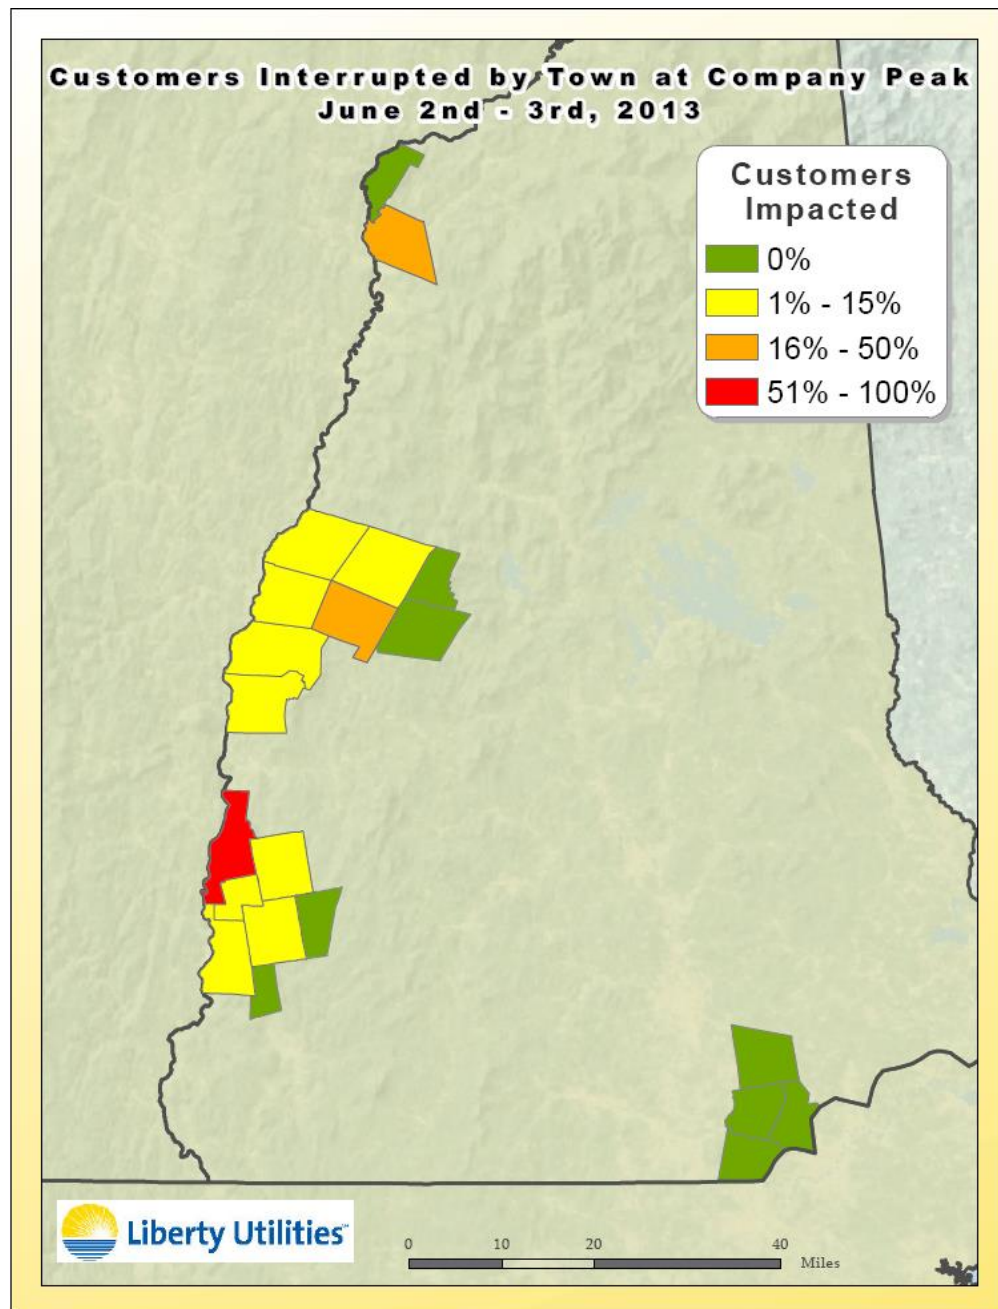 Customers Interrupted by Town at Company Peak
June 2nd - 3rd, 2013
Customers
Impacted
0%
1% - 15%
16% - 50%
51% - 100%
Liberty Utilities™
0 10 20 40
Miles